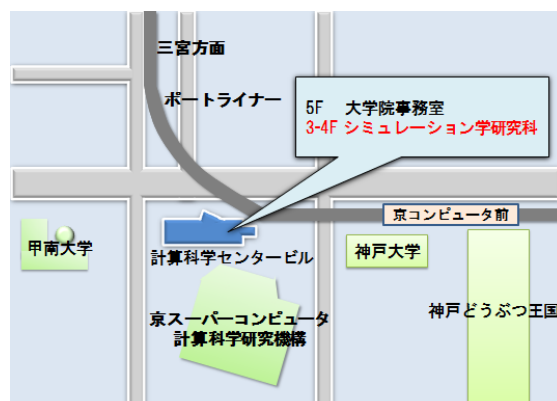 三宮方面
ポートライナー
5F 大学院事務室
3-4F シミュレーション学研究科
京コンピュータ前
甲南大学
計算科学センタービル
神戸大学
京スーパーコンピュータ
計算科学研究機構
神戸どうぶつ王国